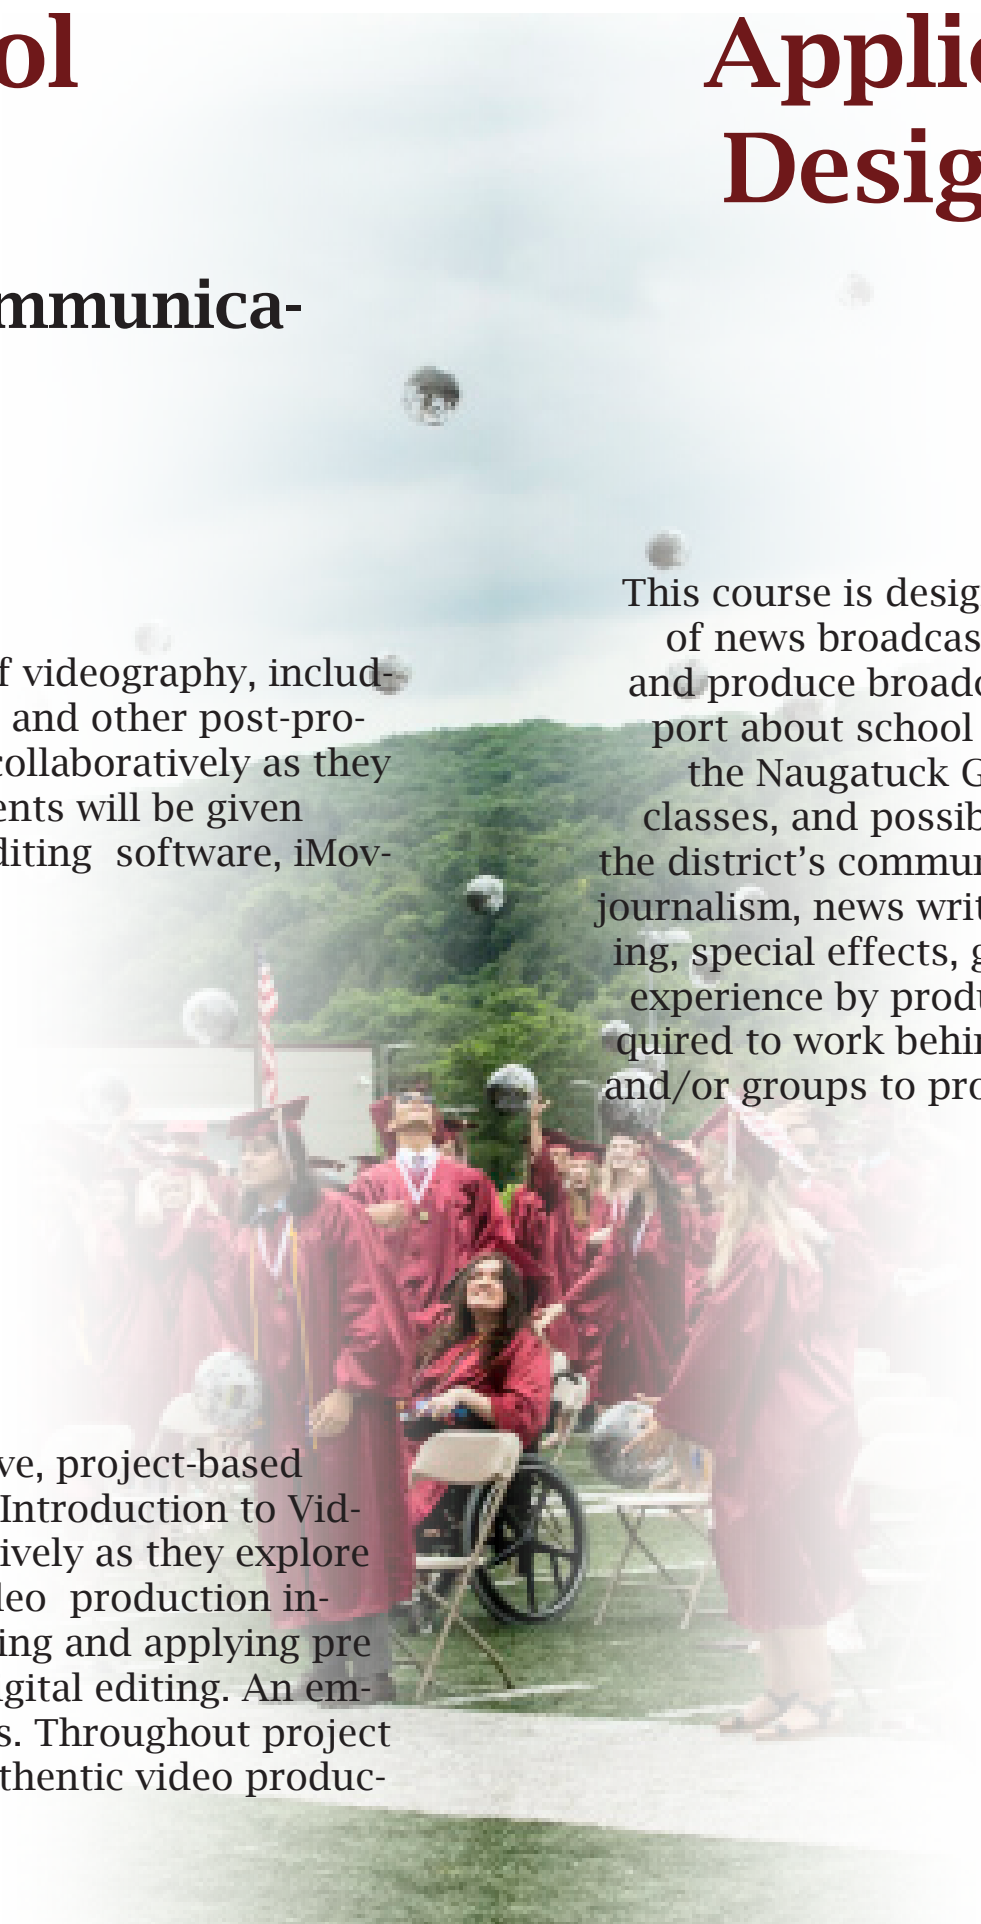 ol
mmunica-
f videography, includ-
and other post-pro-
collaboratively as they
ents will be given
diting software, iMov-
ve, project-based
Introduction to Vid-
ively as they explore
leo production in-
ing and applying pre
igital editing. An em-
s. Throughout project
thentic video produc-
Applic
Desig
This course is desig
of news broadcas
and produce broadc
port about school
the Naugatuck G
classes, and possib
the district’s commun
journalism, news writ
ing, special effects, g
experience by produ
quired to work behin
and/or groups to pro